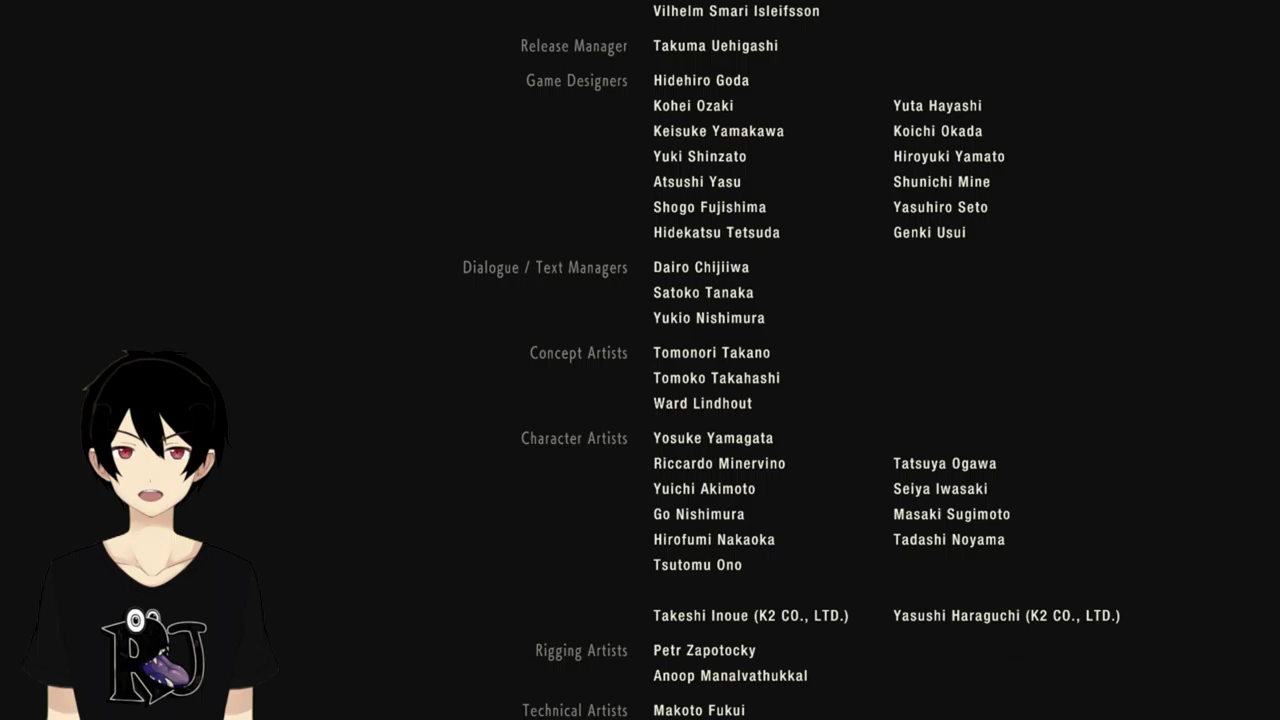 Vilhelm Smari Isleifsson
Release Manager Takuma Uehigashi
Game Designers Hidehiro Goda
Kohei Ozaki Yuta Hayashi
Keisuke Yamakawa Koichi Okada
Yuki Shinzato Hiroyuki Yamato
Atsushi Yasu Shunichi Mine
Shogo Fujishima Yasuhiro Seto
Hidekatsu Tetsuda Genki Usui
Dialogue / Text Managers Dairo Chijiiwa
Satoko Tanaka
Yukio Nishimura
Concept Artists Tomonori Takano
Tomoko Takahashi
Ward Lindhout
Character Artists Yosuke Yamagata
Riccardo Minervino Tatsuya Ogawa
Yuichi Akimoto Seiya Iwasaki
Go Nishimura Masaki Sugimoto
Hirofumi Nakaoka Tadashi Noyama
Tsutomu Ono
Takeshi Inoue (K2 CO., LTD.) Yasushi Haraguchi (K2 CO., LTD.)
Rigging Artists Petr Zapotocky
Anoop Manalvathukkal
Technical Artists Makoto Fukui
RJ